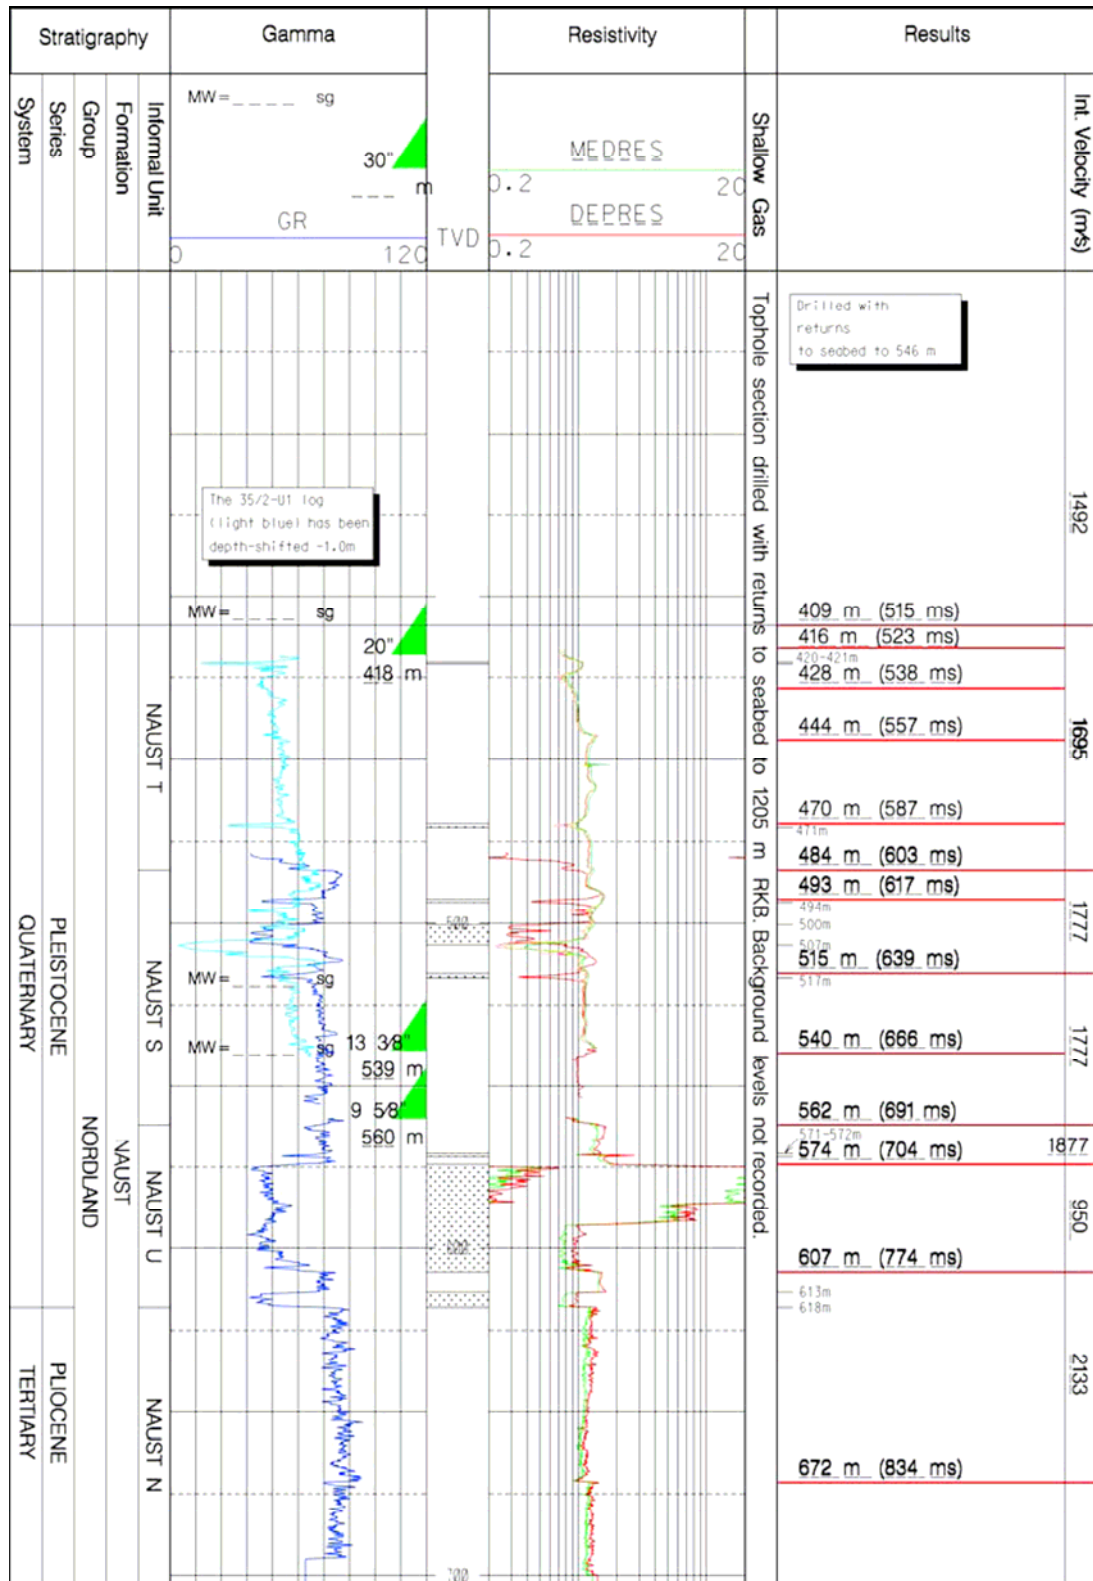 Stratigraphy
Gamma
Resistivity
Results
System
Series
Group
Formation
Informal Unit
MW = _ _ _ _ sg
30"
_ _ _ m
GR
0 120
TVD
MEDRES
0.2 20
DEPRES
0.2 20
Shallow Gas
Int. Velocity (m/s)
Drilled with
returns
to seabed to 546 m
Tophole section drilled with returns to seabed to 1205 m RKB. Background levels not recorded.
The 35/2-U1 log
(light blue) has been
depth-shifted -1.0m
1492
MW = _ _ _ _ sg
20"
418 m
409 m (515 ms)
416 m (523 ms)
420-421m
428 m (538 ms)
444 m (557 ms)
1695
470 m (587 ms)
471m
484 m (603 ms)
493 m (617 ms)
494m
500m
1777
507m
515 m (639 ms)
517m
540 m (666 ms)
1777
562 m (691 ms)
571-572m
574 m (704 ms)
1877
950
607 m (774 ms)
613m
618m
2133
672 m (834 ms)
NAUST T
500
MW = _ _ _ _ sg
13 3/8"
MW = _ _ _ _ sg
539 m
9 5/8"
560 m
NAUST S
PLEISTOCENE
QUATERNARY
NORDLAND
NAUST
NAUST U
600
PLIOCENE
TERTIARY
NAUST N
700